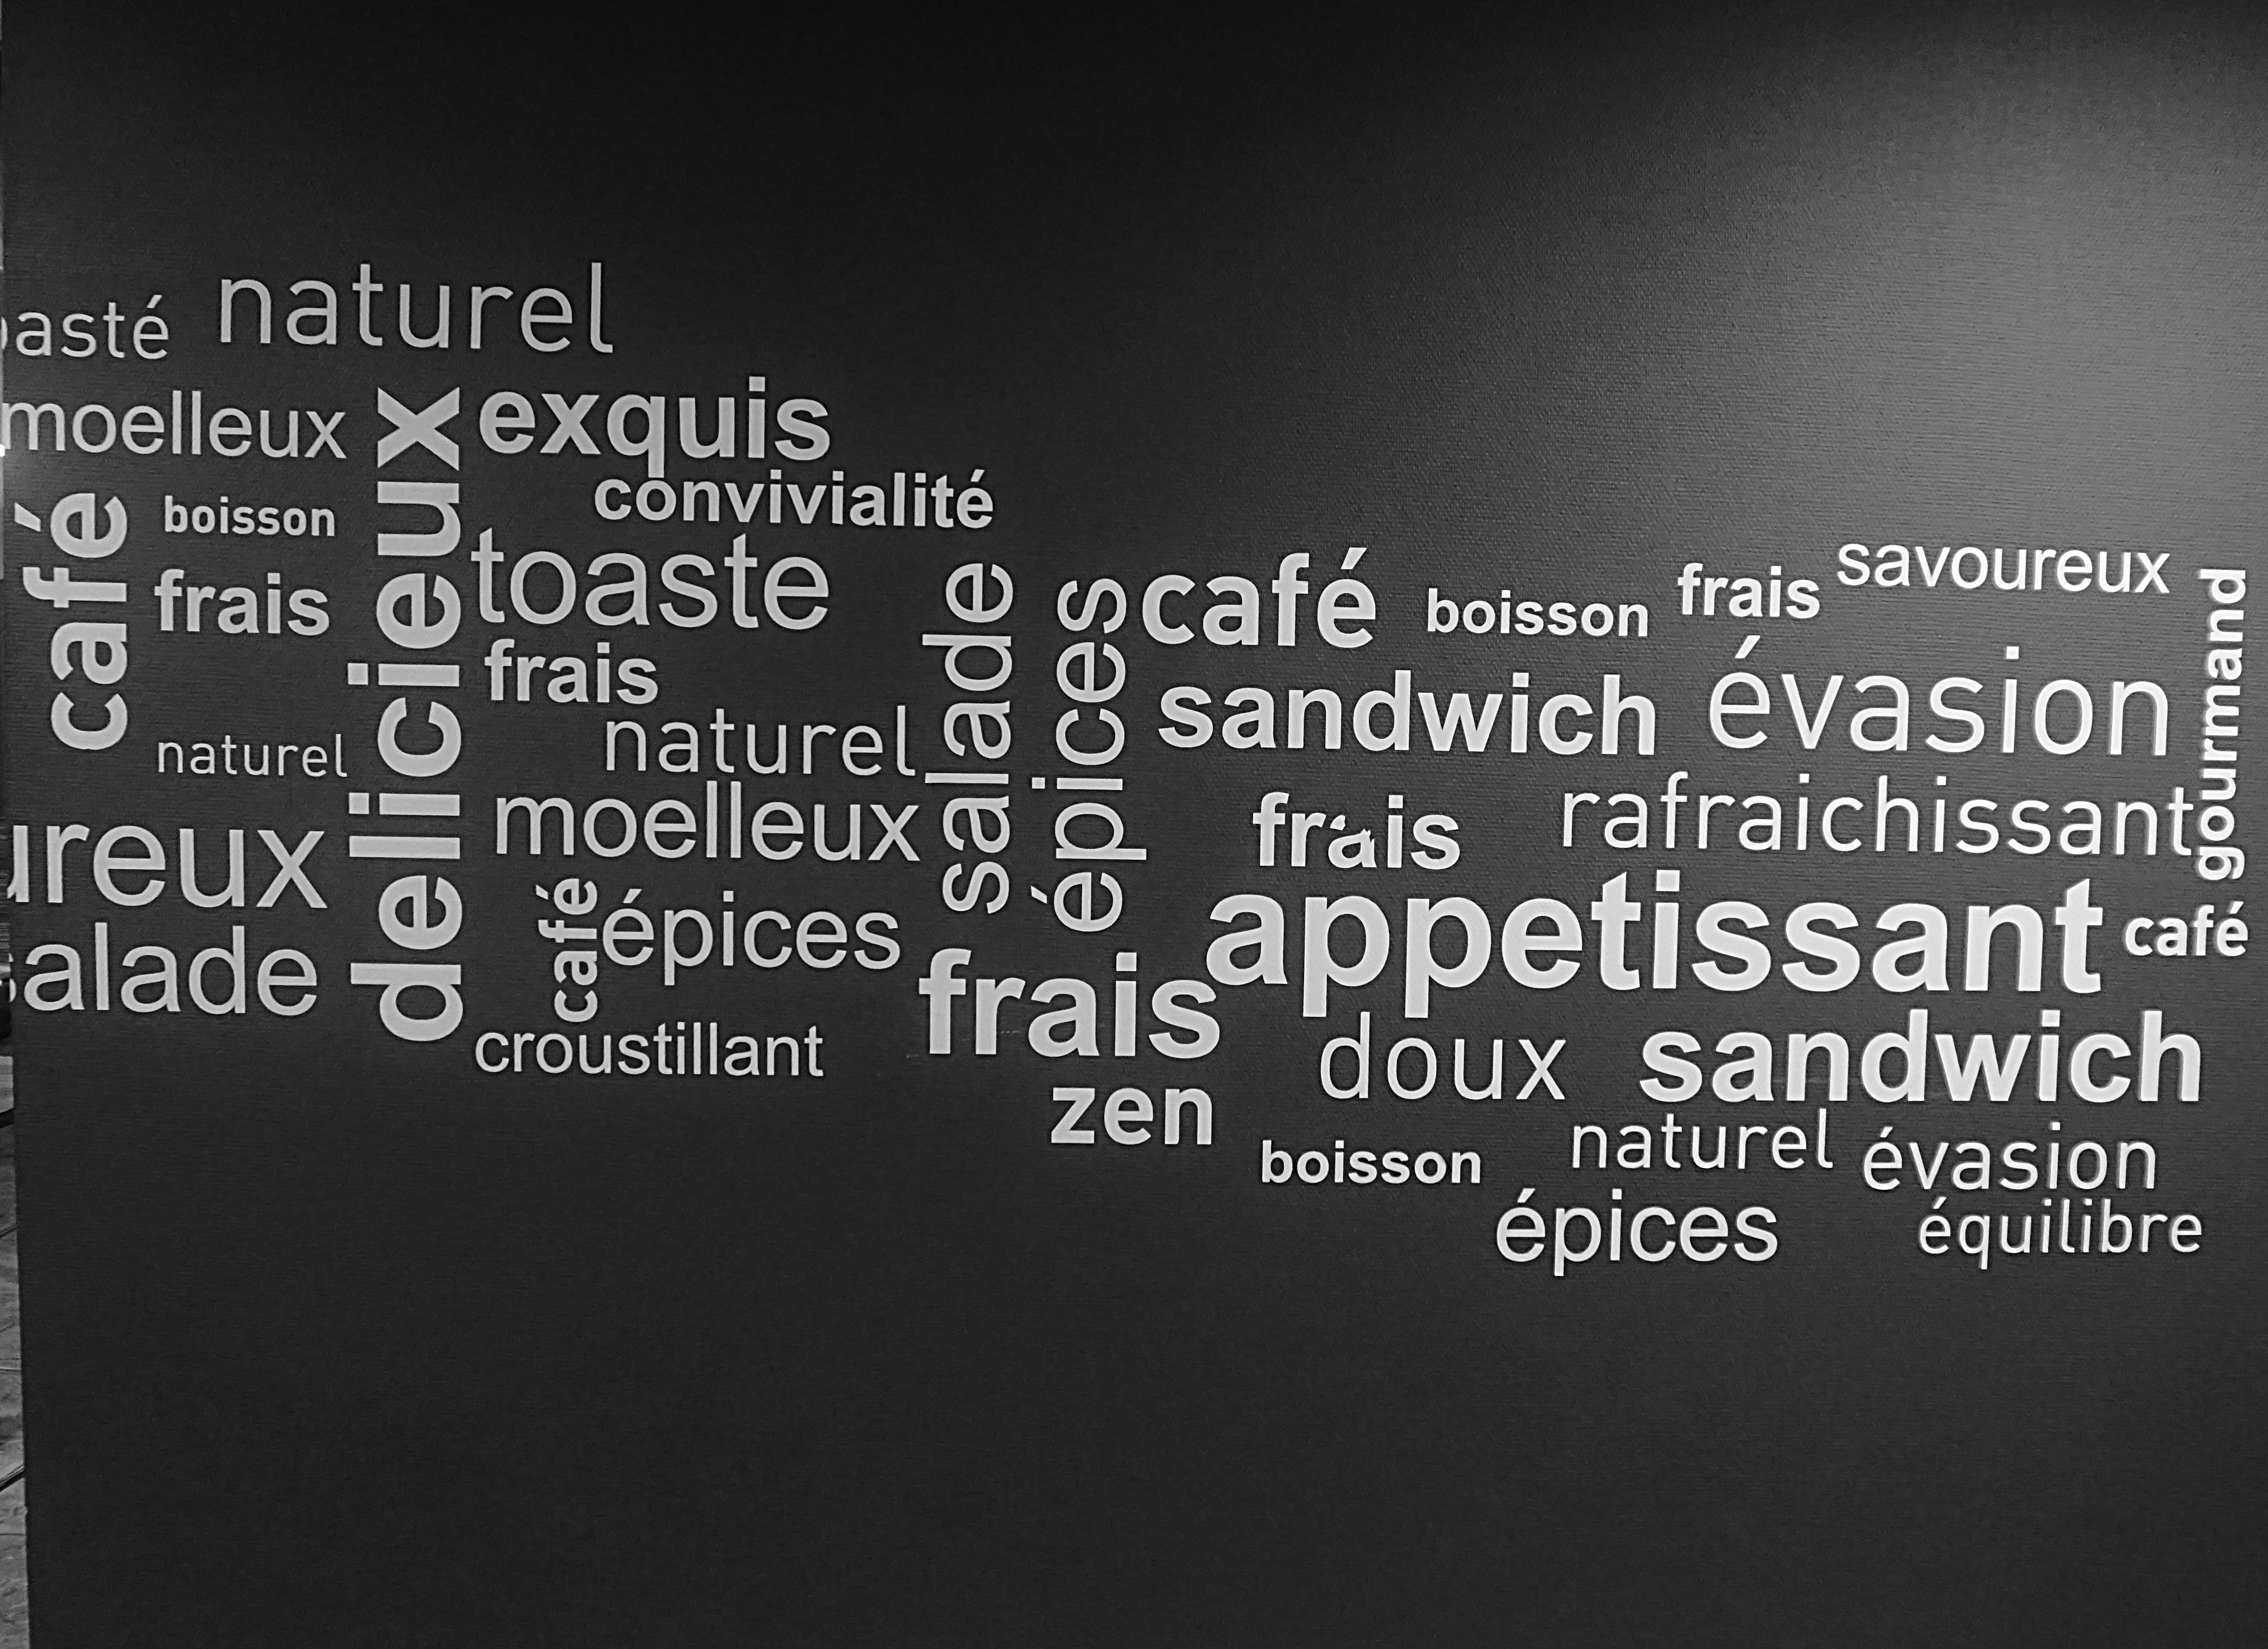 naturel
asté
moelleux
exquis
delicieux
convivialité
café
boisson
toaste
frais
frais
naturel
naturel
moelleux
ureux
café
épices
alade
croustillant
salade
épices
café
boisson
frais
savoureux
gourmand
sandwich
évasion
frais
rafraichissant
appetissant
café
frais
doux
sandwich
zen
boisson
naturel
évasion
épices
équilibre